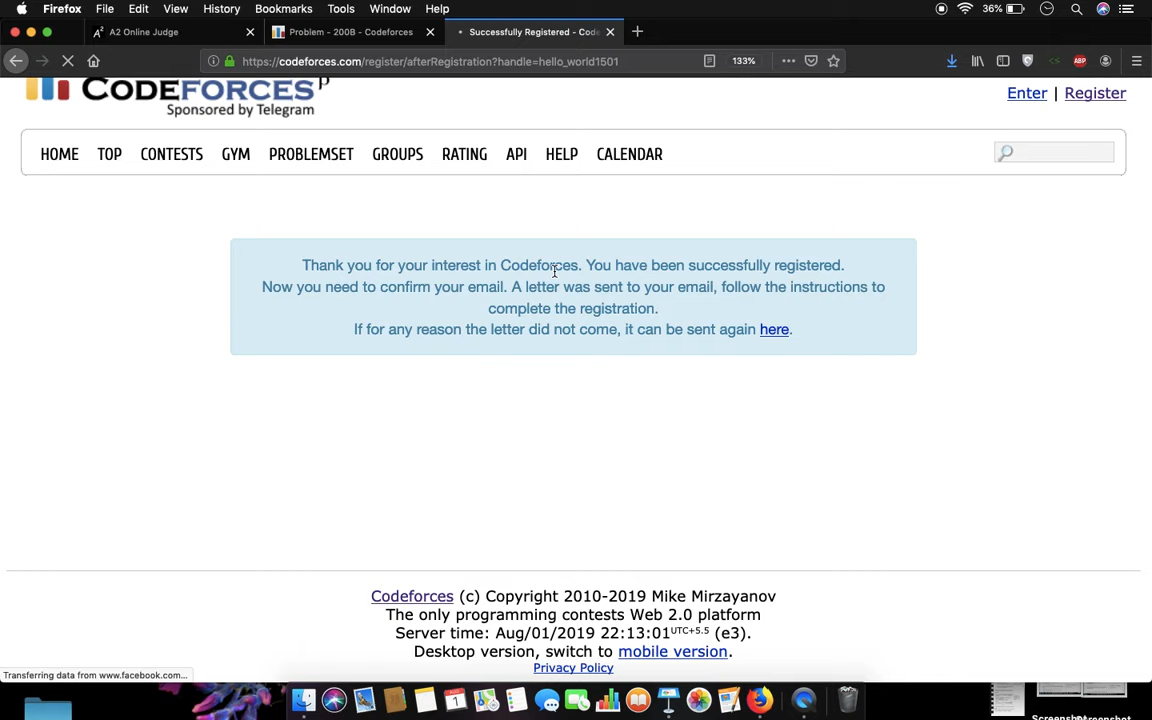 Firefox File Edit View History Bookmarks Tools Window Help 36%
A2 Online Judge Problem - 200B - Codeforces Successfully Registered - Code
https://codeforces.com/register/afterRegistration?handle=hello_world1501 133% ABP
CODEFORCES
Sponsored by Telegram
Enter | Register
HOME TOP CONTESTS GYM PROBLEMSET GROUPS RATING API HELP CALENDAR
Thank you for your interest in Codeforces. You have been successfully registered.
Now you need to confirm your email. A letter was sent to your email, follow the instructions to
complete the registration.
If for any reason the letter did not come, it can be sent again here.
Codeforces (c) Copyright 2010-2019 Mike Mirzayanov
The only programming contests Web 2.0 platform
Server time: Aug/01/2019 22:13:01UTC+5.5 (e3).
Desktop version, switch to mobile version.
Privacy Policy
Transferring data from www.facebook.com...